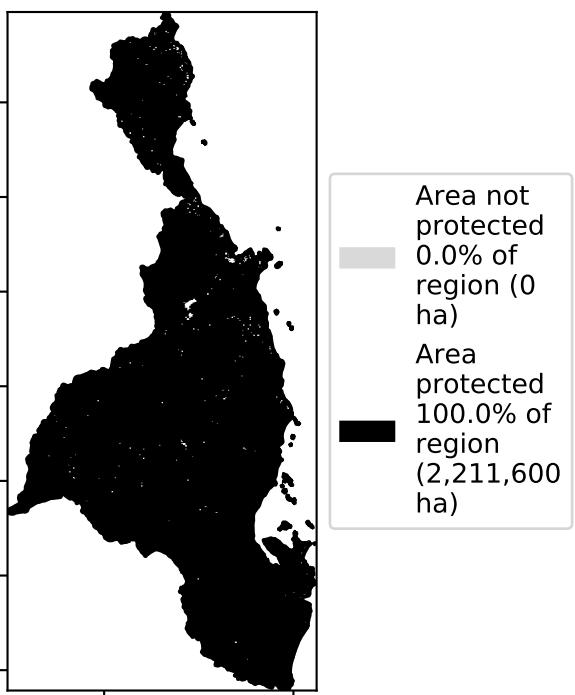 Area not
protected
0.0% of
region (0
ha)
Area
protected
100.0% of
region
(2,211,600
ha)